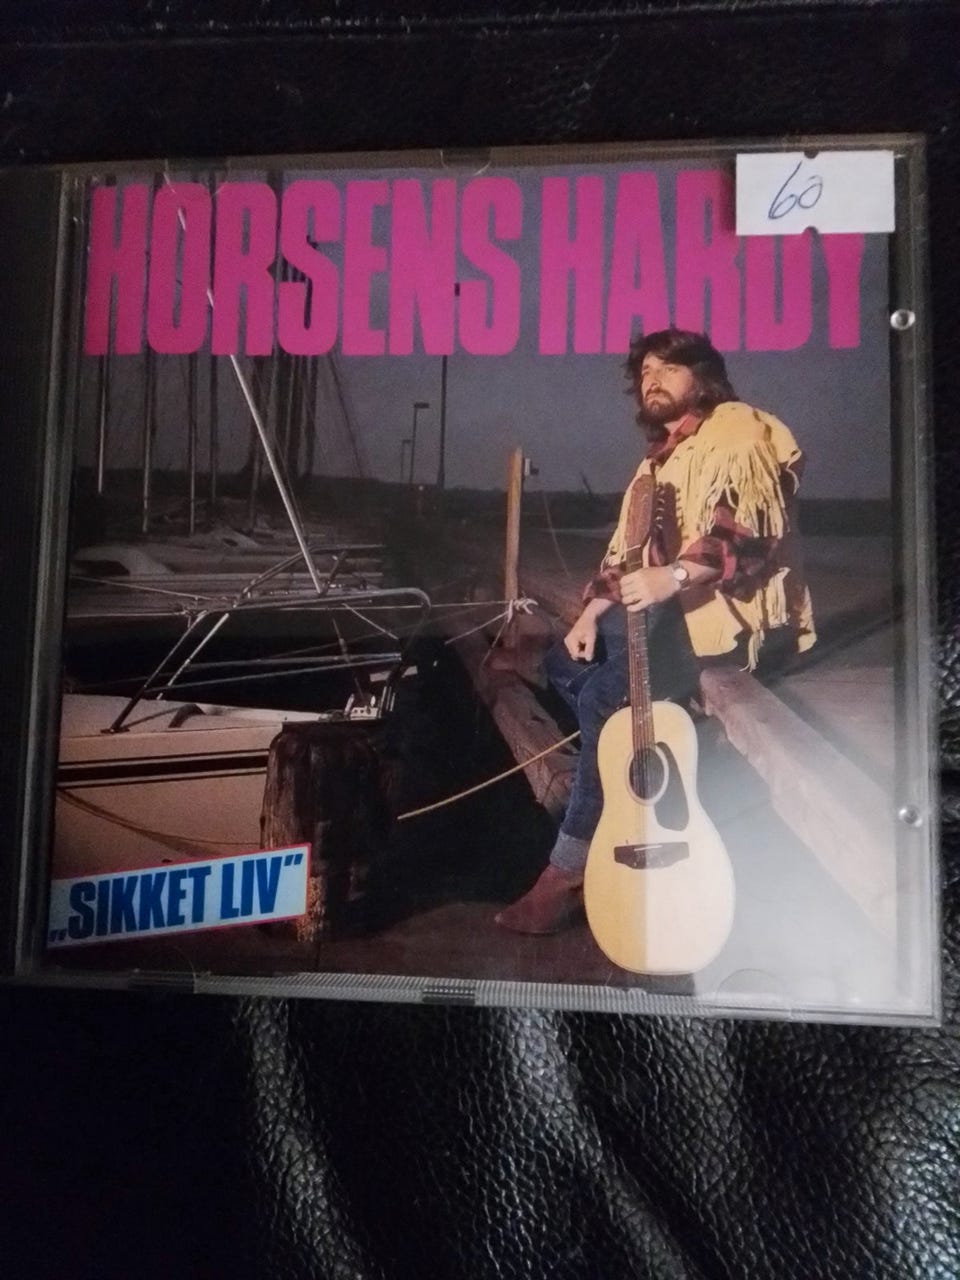 HORSENS HARDY
60
„SIKKET LIV”